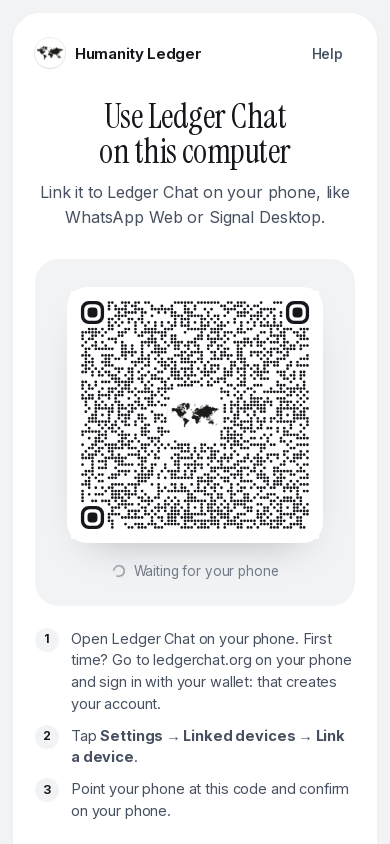 Humanity Ledger
Help
Use Ledger Chat
on this computer
Link it to Ledger Chat on your phone, like
WhatsApp Web or Signal Desktop.
Waiting for your phone
1 Open Ledger Chat on your phone. First
time? Go to ledgerchat.org on your phone
and sign in with your wallet: that creates
your account.
2 Tap Settings → Linked devices → Link
a device.
3 Point your phone at this code and confirm
on your phone.